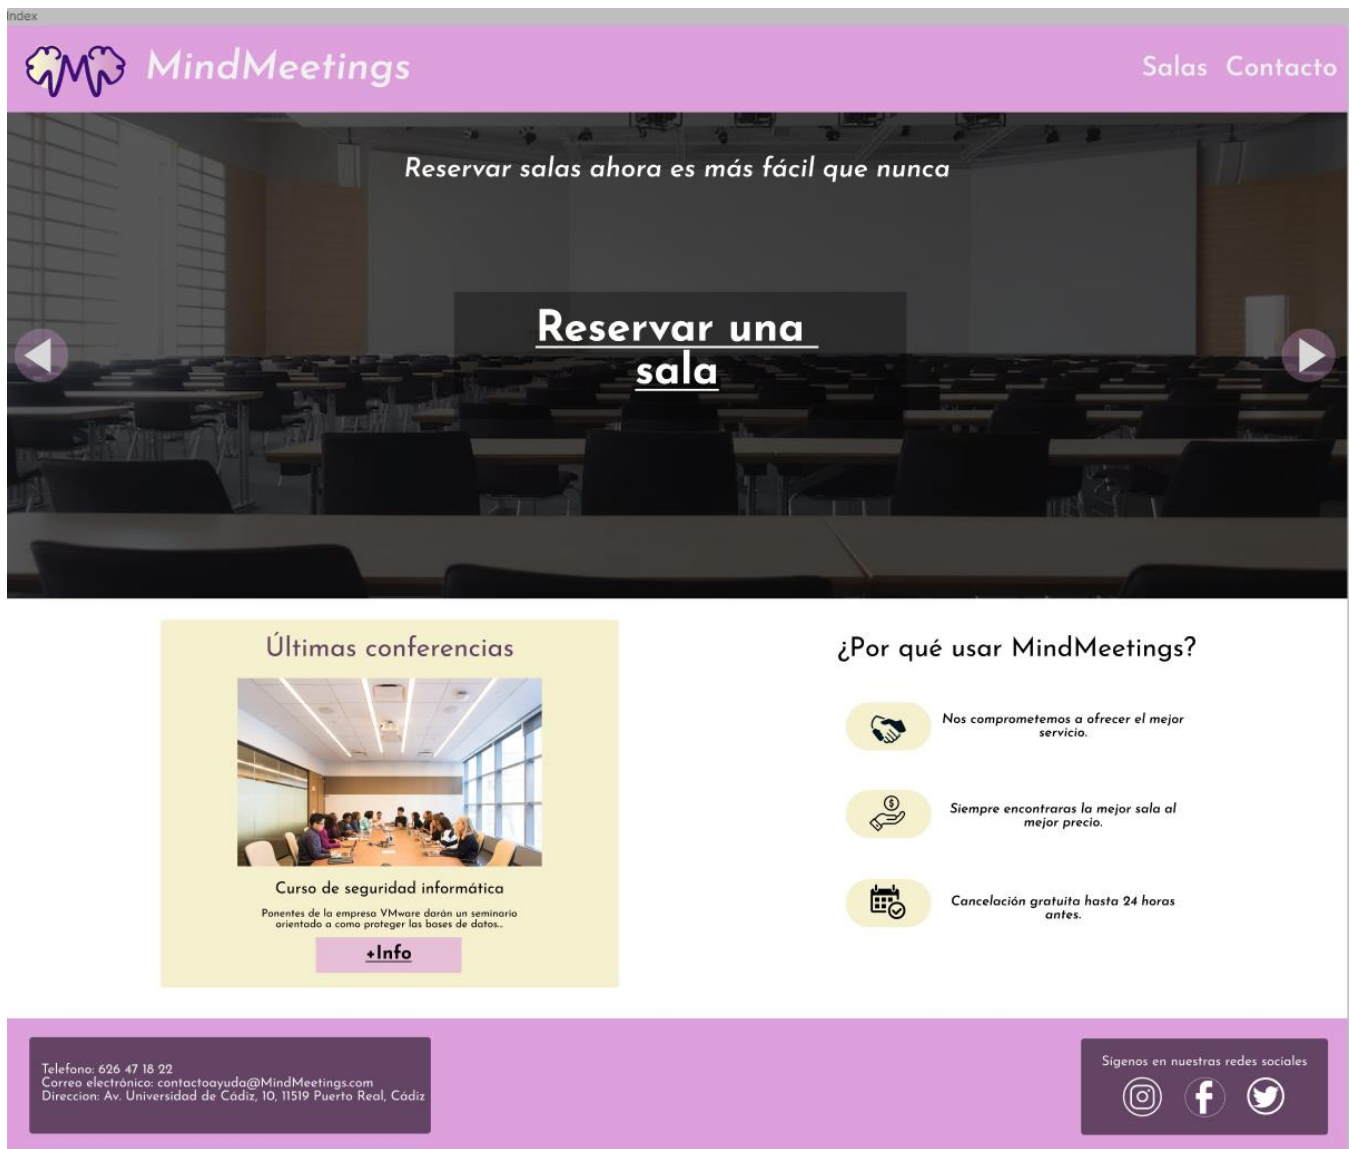 Index
MindMeetings
Salas Contacto
Reservar salas ahora es más fácil que nunca
Reservar una
sala
Últimas conferencias
Curso de seguridad informática
Ponentes de la empresa VMware darán un seminario
orientado a como proteger las bases de datos...
+Info
¿Por qué usar MindMeetings?
Nos comprometemos a ofrecer el mejor
servicio.
Siempre encontraras la mejor sala al
mejor precio.
Cancelación gratuita hasta 24 horas
antes.
Telefono: 626 47 18 22
Correo electrónico: contactoayuda@MindMeetings.com
Direccion: Av. Universidad de Cádiz, 10, 11519 Puerto Real, Cádiz
Sigenos en nuestras redes sociales